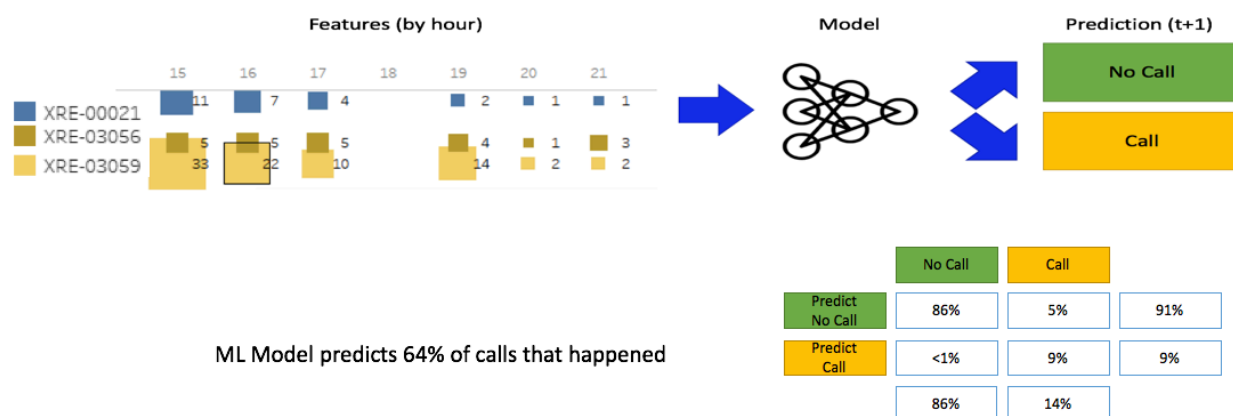 Features (by hour)
Model
Prediction (t+1)
15 16 17 18 19 20 21
XRE-00021 11 7 4 2 1 1
XRE-03056 5 5 5 4 1 3
XRE-03059 33 22 10 14 2 2
No Call
Call
No Call Call
Predict
No Call
86% 5% 91%
Predict
Call
<1% 9% 9%
86% 14%
ML Model predicts 64% of calls that happened